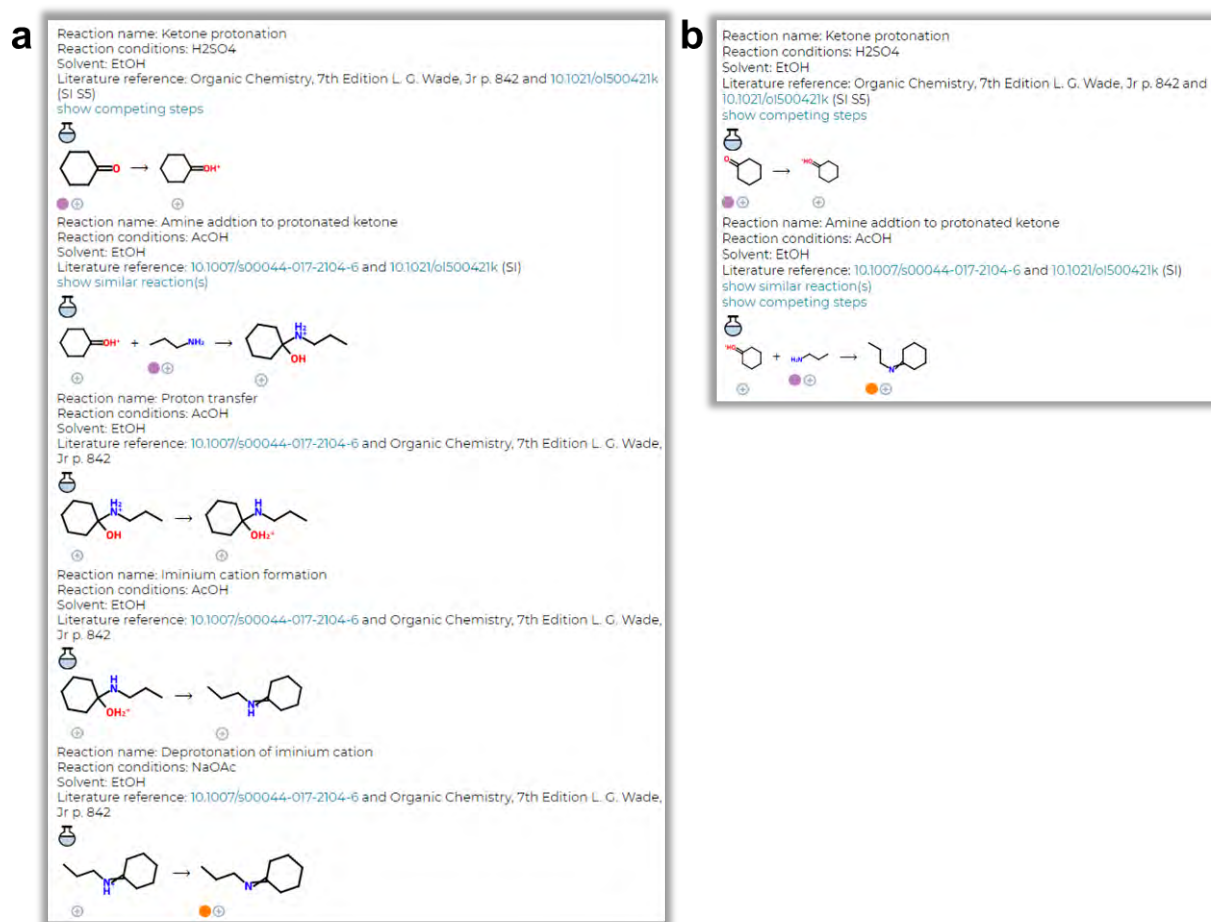 a
Reaction name: Ketone protonation
Reaction conditions: H2SO4
Solvent: EtOH
Literature reference: Organic Chemistry, 7th Edition L. G. Wade, Jr p. 842 and 10.1021/ol500421k
(SI S5)
show competing steps
O → OH⁺
Reaction name: Amine addtion to protonated ketone
Reaction conditions: AcOH
Solvent: EtOH
Literature reference: 10.1007/s00044-017-2104-6 and 10.1021/ol500421k (SI)
show similar reaction(s)
OH⁺ + NH₂ → H₂ N⁺ OH
Reaction name: Proton transfer
Reaction conditions: AcOH
Solvent: EtOH
Literature reference: 10.1007/s00044-017-2104-6 and Organic Chemistry, 7th Edition L. G. Wade,
Jr p. 842
H₂ N⁺ OH → H N OH₂⁺
Reaction name: Iminium cation formation
Reaction conditions: AcOH
Solvent: EtOH
Literature reference: 10.1007/s00044-017-2104-6 and Organic Chemistry, 7th Edition L. G. Wade,
Jr p. 842
H N OH₂⁺ → N⁺ H
Reaction name: Deprotonation of iminium cation
Reaction conditions: NaOAc
Solvent: EtOH
Literature reference: 10.1007/s00044-017-2104-6 and Organic Chemistry, 7th Edition L. G. Wade,
Jr p. 842
N⁺ H → N
b
Reaction name: Ketone protonation
Reaction conditions: H2SO4
Solvent: EtOH
Literature reference: Organic Chemistry, 7th Edition L. G. Wade, Jr p. 842 and
10.1021/ol500421k (SI S5)
show competing steps
O → ⁺HO
Reaction name: Amine addtion to protonated ketone
Reaction conditions: AcOH
Solvent: EtOH
Literature reference: 10.1007/s00044-017-2104-6 and 10.1021/ol500421k (SI)
show similar reaction(s)
show competing steps
⁺HO + H₂N → N